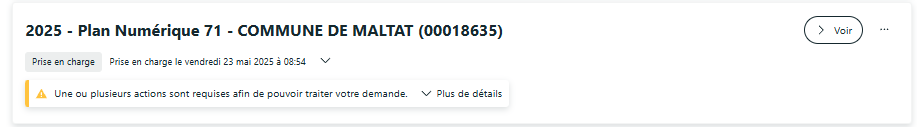 2025 - Plan Numérique 71 - COMMUNE DE MALTAT (00018635)
Voir
Prise en charge
Prise en charge le vendredi 23 mai 2025 à 08:54
Une ou plusieurs actions sont requises afin de pouvoir traiter votre demande.
Plus de détails